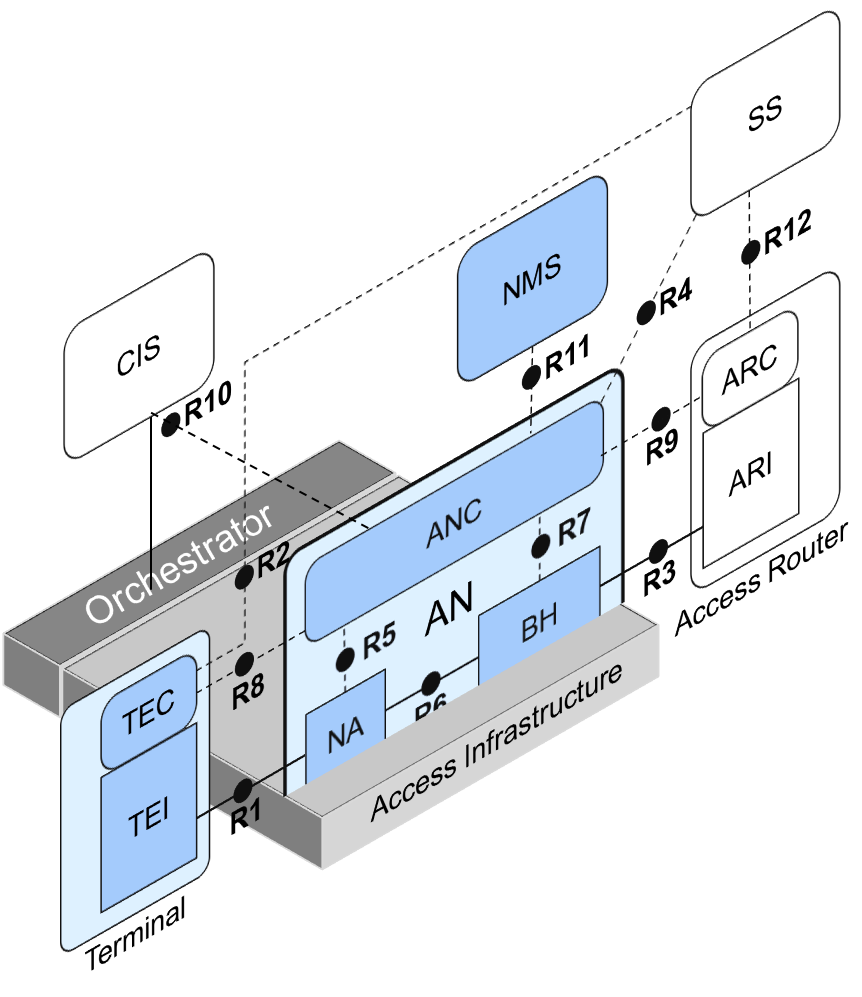 SS
R12
NMS
R4
CIS
R11
ARC
R10
R9
ARI
ANC
Orchestrator
R2
R7
R3
Access Router
AN
BH
R5
R8
R6
TEC
NA
Access Infrastructure
TEI
R1
Terminal